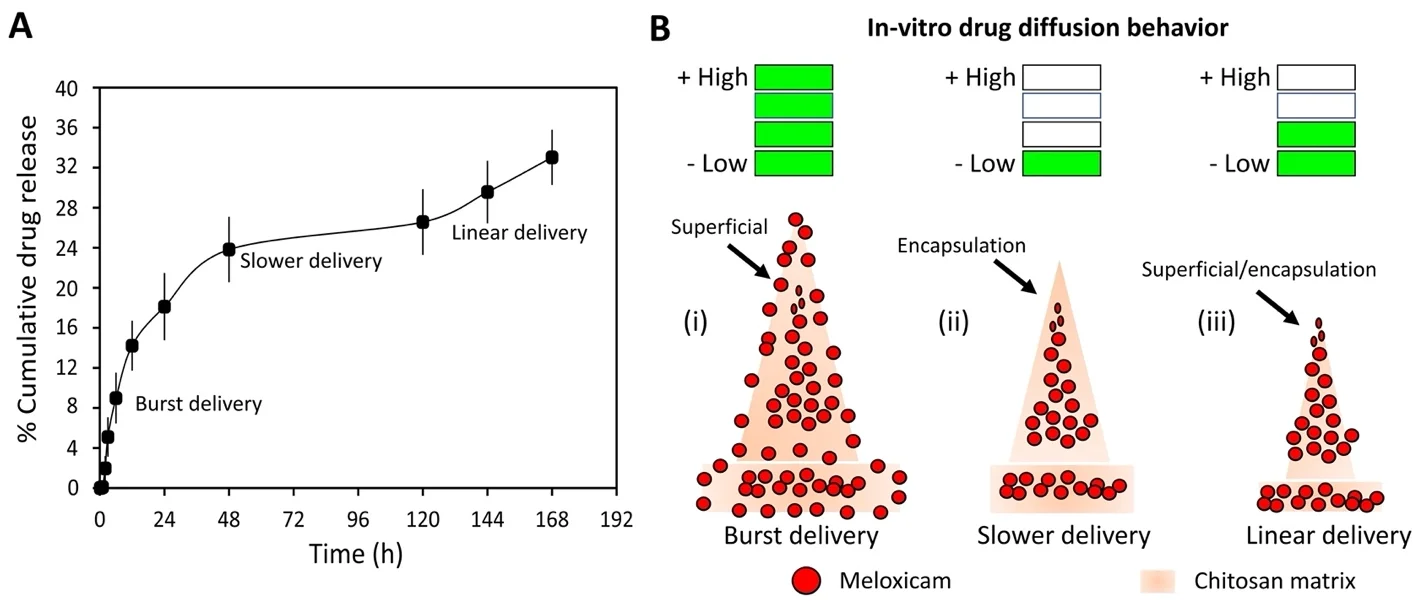 A
% Cumulative drug release
40
36
32
28
24
20
16
12
8
4
0
Linear delivery
Slower delivery
Burst delivery
0 24 48 72 96 120 144 168 192
Time (h)
B
In-vitro drug diffusion behavior
+ High
- Low
+ High
- Low
+ High
- Low
Superficial
(i)
Burst delivery
Encapsulation
(ii)
Slower delivery
Superficial/encapsulation
(iii)
Linear delivery
Meloxicam
Chitosan matrix